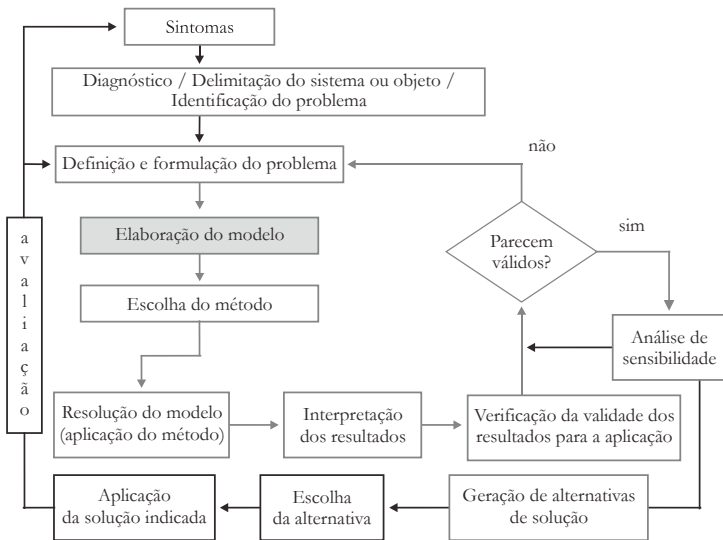 Sintomas
Diagnóstico / Delimitação do sistema ou objeto /
Identificação do problema
Definição e formulação do problema
não
Elaboração do modelo
Parecem
válidos?
sim
Escolha do método
Análise de
sensibilidade
avaliação
Resolução do modelo
(aplicação do método)
Interpretação
dos resultados
Verificação da validade dos
resultados para a aplicação
Aplicação
da solução indicada
Escolha
da alternativa
Geração de alternativas
de solução